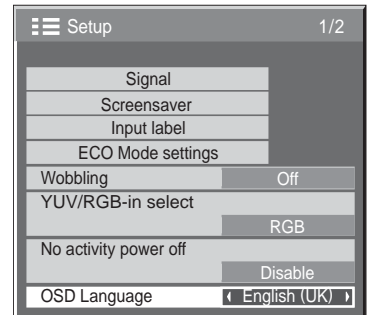 Setup 1/2
Signal
Screensaver
Input label
ECO Mode settings
Wobbling Off
YUV/RGB-in select
RGB
No activity power off
Disable
OSD Language English (UK)